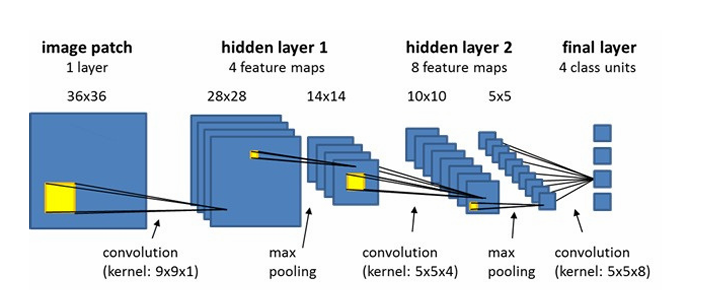 image patch
1 layer
36x36
hidden layer 1
4 feature maps
28x28
14x14
hidden layer 2
8 feature maps
10x10
5x5
final layer
4 class units
convolution
(kernel: 9x9x1)
max
pooling
convolution
(kernel: 5x5x4)
max
pooling
convolution
(kernel: 5x5x8)